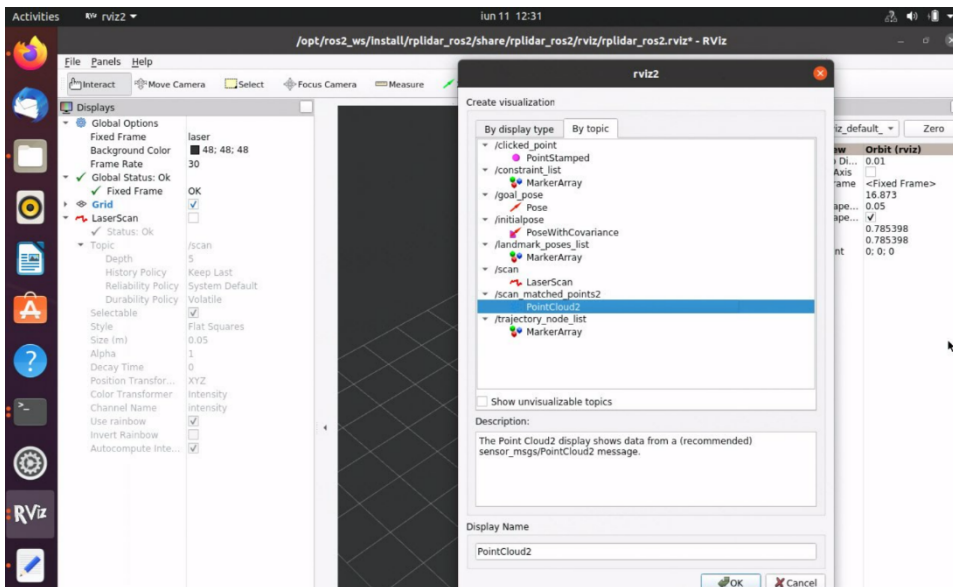 Activities
RViz rviz2
iun 11 12:31
/opt/ros2_ws/install/rplidar_ros2/share/rplidar_ros2/rviz/rplidar_ros2.rviz* - RViz
File Panels Help
Interact
Move Camera
Select
Focus Camera
Measure
Displays
Global Options
Fixed Frame laser
Background Color 48; 48; 48
Frame Rate 30
Global Status: Ok
Fixed Frame OK
Grid
LaserScan
Status: Ok
Topic /scan
Depth 5
History Policy Keep Last
Reliability Policy System Default
Durability Policy Volatile
Selectable
Style Flat Squares
Size (m) 0.05
Alpha 1
Decay Time 0
Position Transfor... XYZ
Color Transformer Intensity
Channel Name intensity
Use rainbow
Invert Rainbow
Autocompute Inte...
rviz2
Create visualization
By display type
By topic
/clicked_point
PointStamped
/constraint_list
MarkerArray
/goal_pose
Pose
/initialpose
PoseWithCovariance
/landmark_poses_list
MarkerArray
/scan
LaserScan
/scan_matched_points2
PointCloud2
/trajectory_node_list
MarkerArray
Show unvisualizable topics
Description:
The Point Cloud2 display shows data from a (recommended)
sensor_msgs/PointCloud2 message.
Display Name
PointCloud2
OK
Cancel
iz_default_
Zero
Orbit (rviz)
Di... 0.01
Axis
rame <Fixed Frame>
16.873
ape... 0.05
ape...
0.785398
0.785398
nt 0; 0; 0
RViz